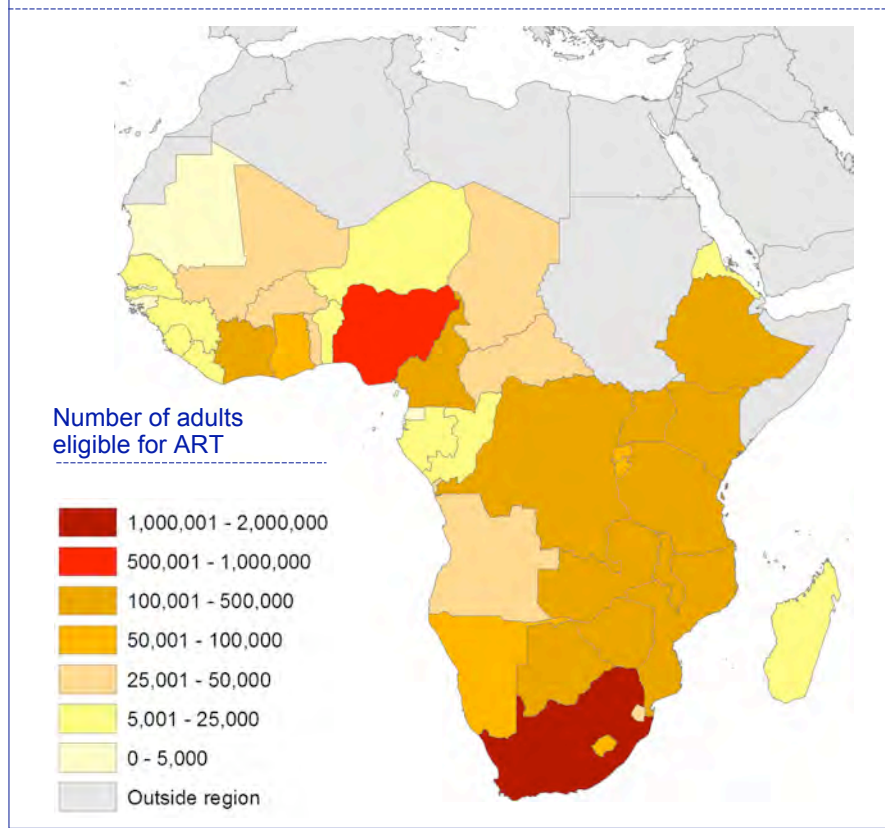 Number of adults
eligible for ART
1,000,001 - 2,000,000
500,001 - 1,000,000
100,001 - 500,000
50,001 - 100,000
25,001 - 50,000
5,001 - 25,000
0 - 5,000
Outside region